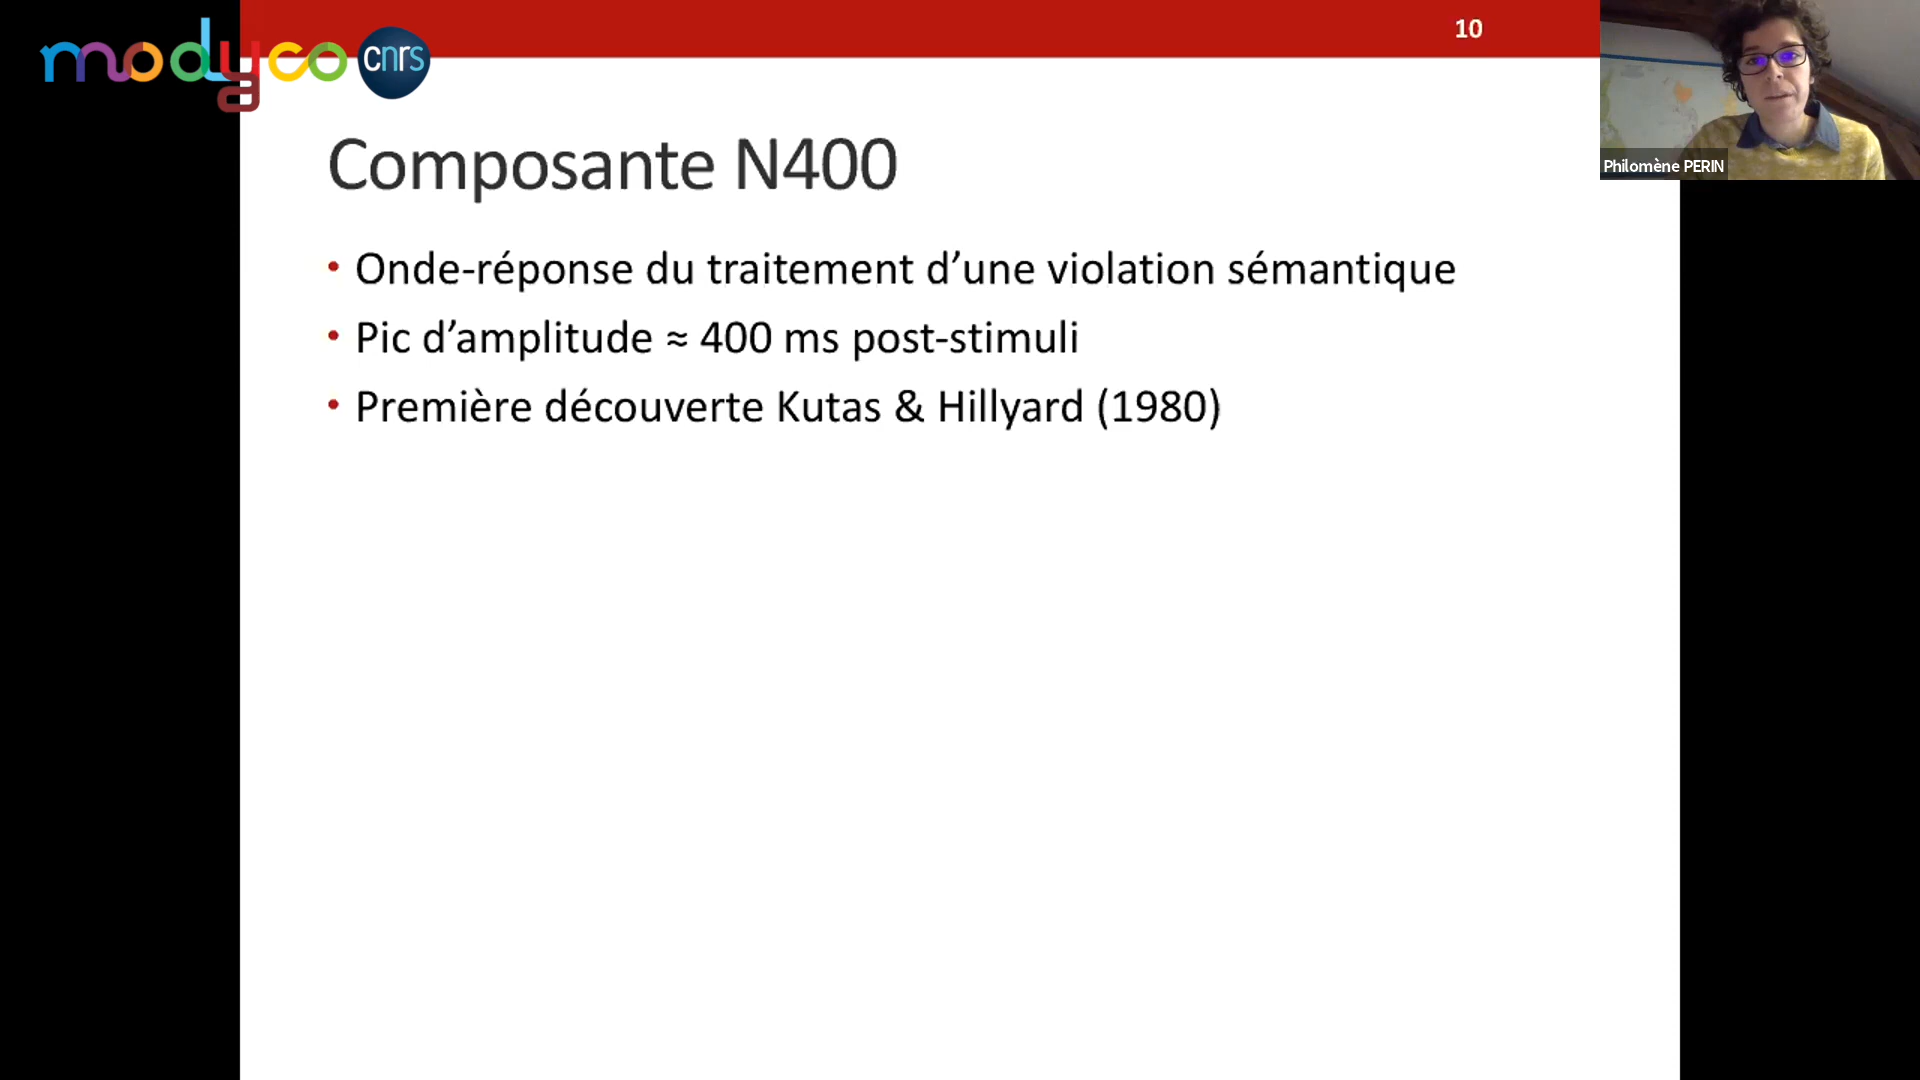 modyco
cnrs
10
Philomène PERIN
Composante N400
• Onde-réponse du traitement d’une violation sémantique
• Pic d’amplitude ≈ 400 ms post-stimuli
• Première découverte Kutas & Hillyard (1980)